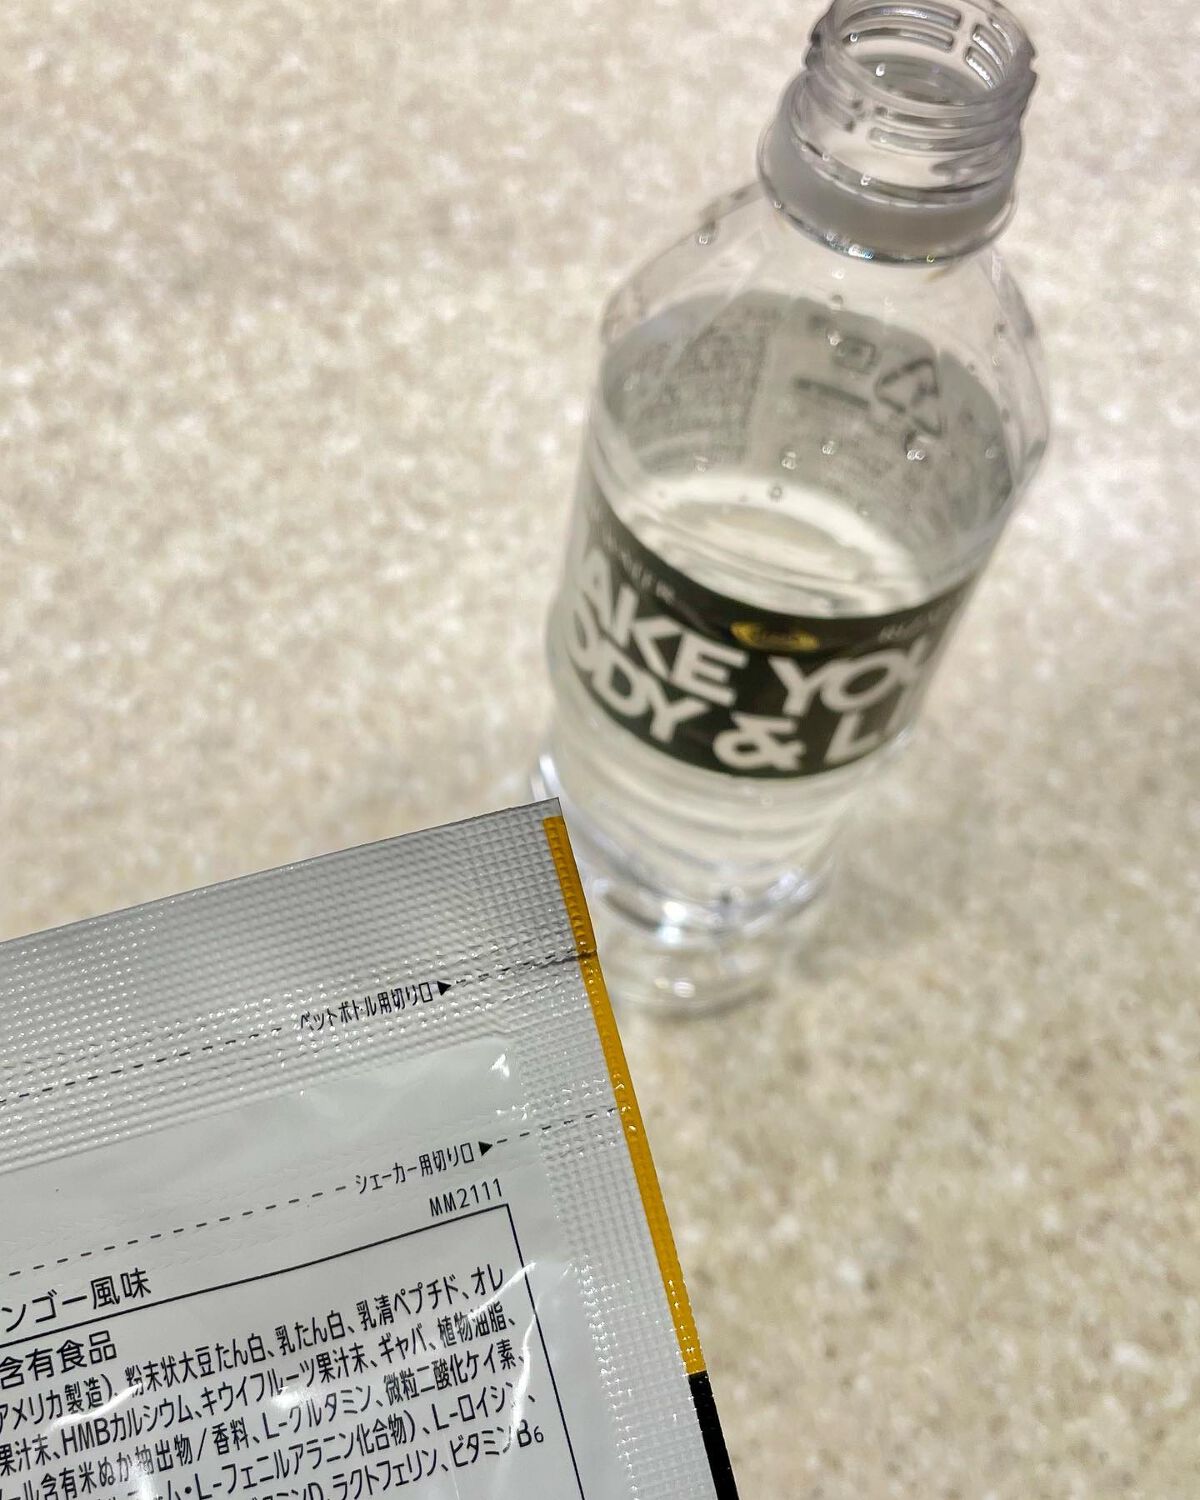 AKE YOU
ODY & L
ペットボトル用切り口▶
シェーカー用切り口▶
MM2111
ンゴー風味
含有食品
アメリカ製造)、粉末状大豆たん白、乳たん白、乳清ペプチド、オレ
果汁末、HMBカルシウム、キウイフルーツ果汁末、ギャバ、植物油脂、
ール含有米ぬか抽出物/香料、L-グルタミン、微粒二酸化ケイ素、
ム・L-フェニルアラニン化合物)、L-ロイシン、
ミンD、ラクトフェリン、ビタミンB₆